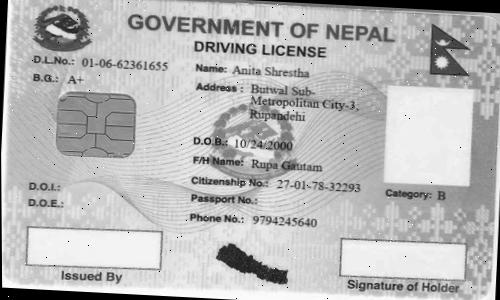 GOVERNMENT OF NEPAL
DRIVING LICENSE
D.L.No.: 01-06-62361655
B.G.: A+
Name: Anita Shrestha
Address : Butwal Sub-
Metropolitan City-3,
Rupandehi
D.O.B.: 10/24/2000
F/H Name: Rupa Gautam
Citizenship No.: 27-01-78-32293
Passport No.:
Phone No.: 9794245640
D.O.I.:
D.O.E.:
Category: B
Issued By
Signature of Holder